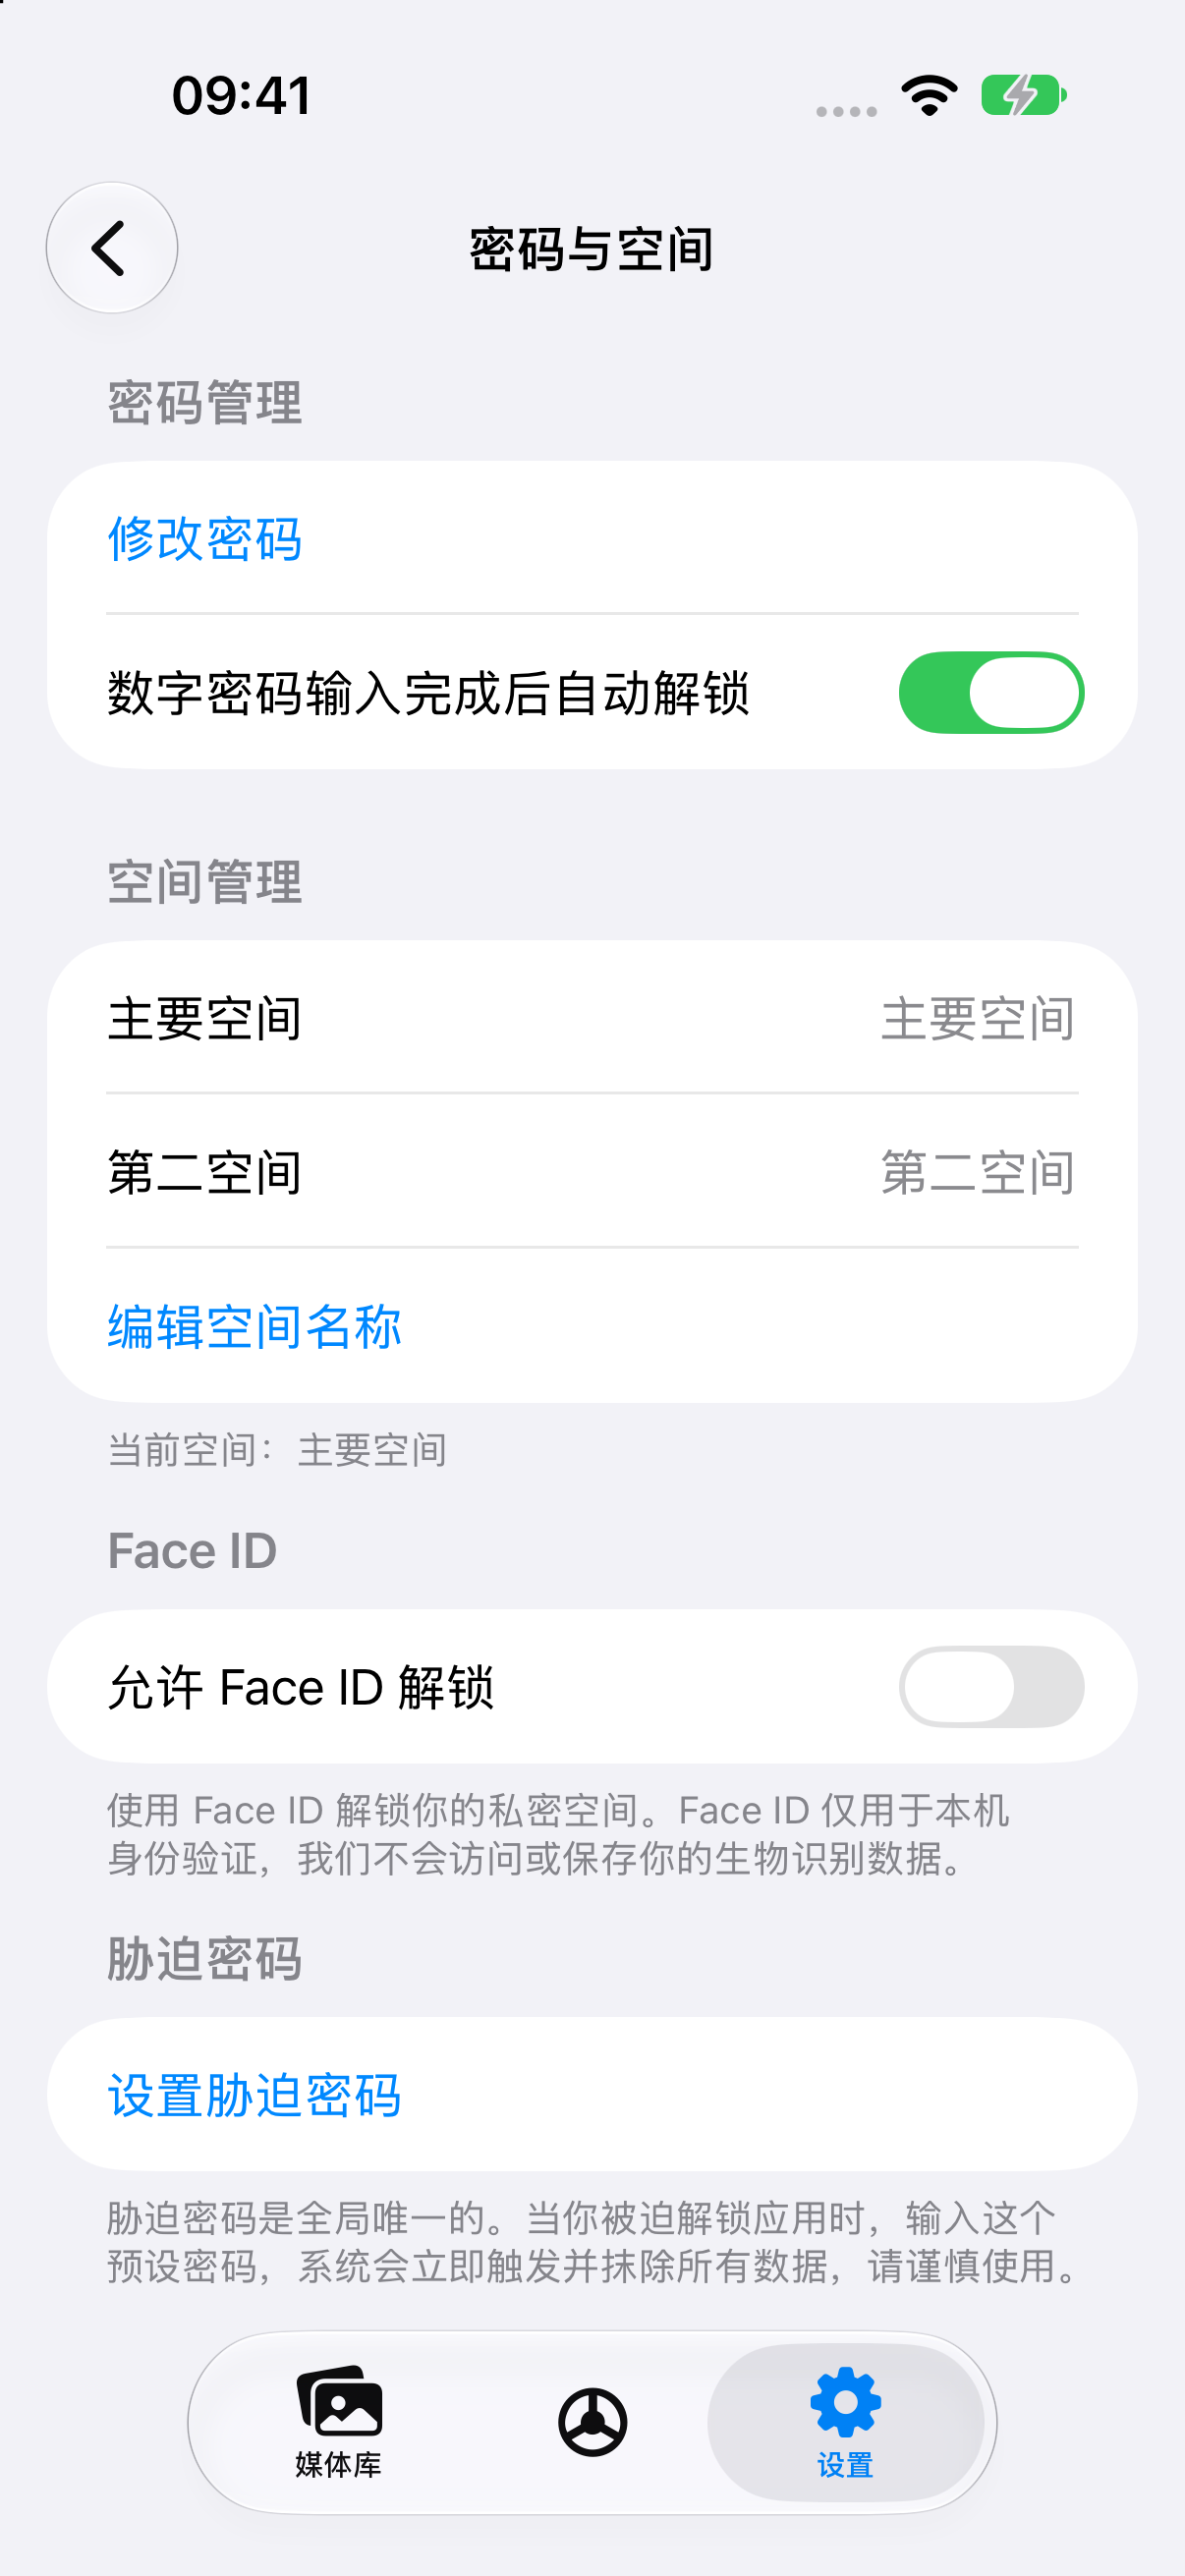 09:41
密码与空间
密码管理
修改密码
数字密码输入完成后自动解锁
空间管理
主要空间 主要空间
第二空间 第二空间
编辑空间名称
当前空间：主要空间
Face ID
允许 Face ID 解锁
使用 Face ID 解锁你的私密空间。Face ID 仅用于本机
身份验证，我们不会访问或保存你的生物识别数据。
胁迫密码
设置胁迫密码
胁迫密码是全局唯一的。当你被迫解锁应用时，输入这个
预设密码，系统会立即触发并抹除所有数据，请谨慎使用。
媒体库 设置